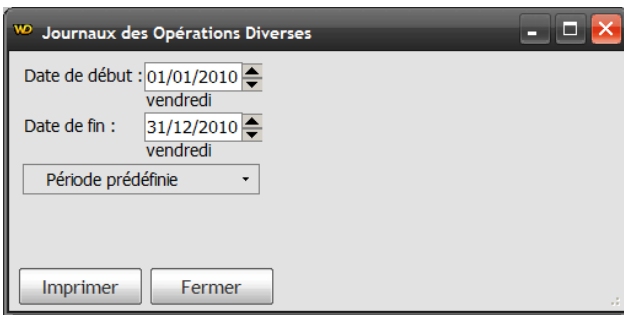 WD Journaux des Opérations Diverses
Date de début : 01/01/2010
vendredi
Date de fin : 31/12/2010
vendredi
Période prédéfinie
Imprimer Fermer